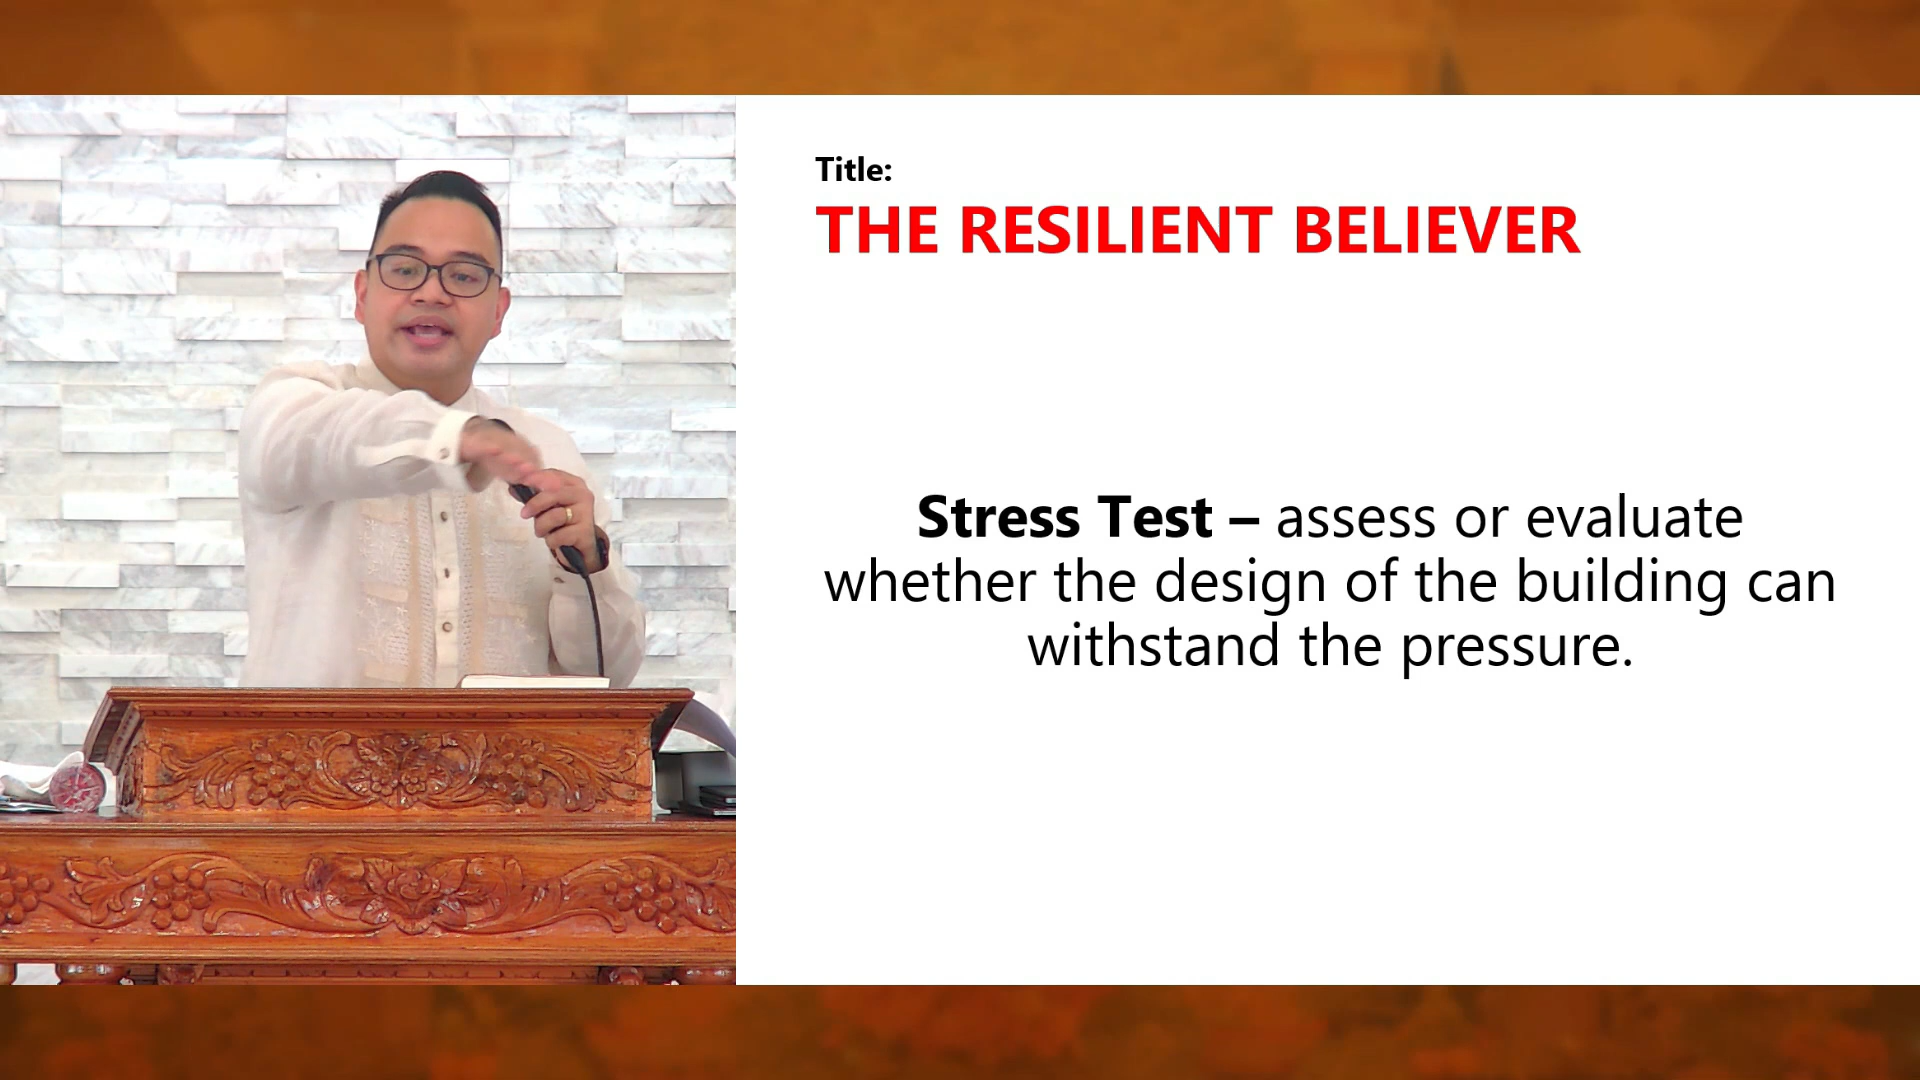 Title:
THE RESILIENT BELIEVER
Stress Test – assess or evaluate
whether the design of the building can
withstand the pressure.